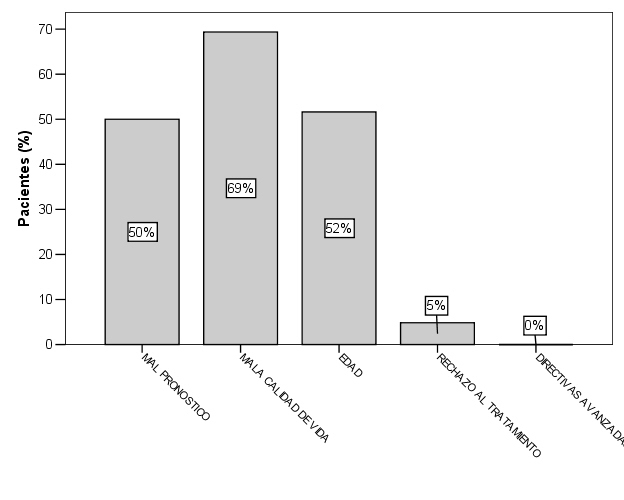 Pacientes (%)
70
60
50
40
30
20
10
0
50%
69%
52%
5%
0%
MAL PRONOSTICO
MALA CALIDAD DE VIDA
EDAD
RECHAZO AL TRATAMIENTO
DIRECTIVAS AVANZADA